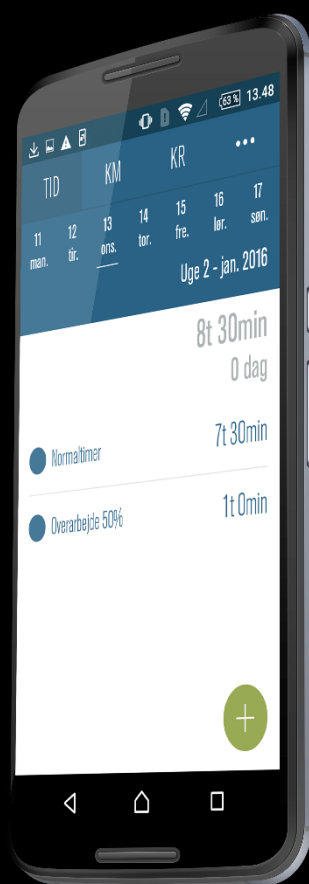 63 % 13.48
TID KM KR
11 12 13 14 15 16 17
man. tir. ons. tor. fre. lør. søn.
Uge 2 - jan. 2016
8t 30min
0 dag
Normaltimer 7t 30min
Overarbejde 50% 1t 0min